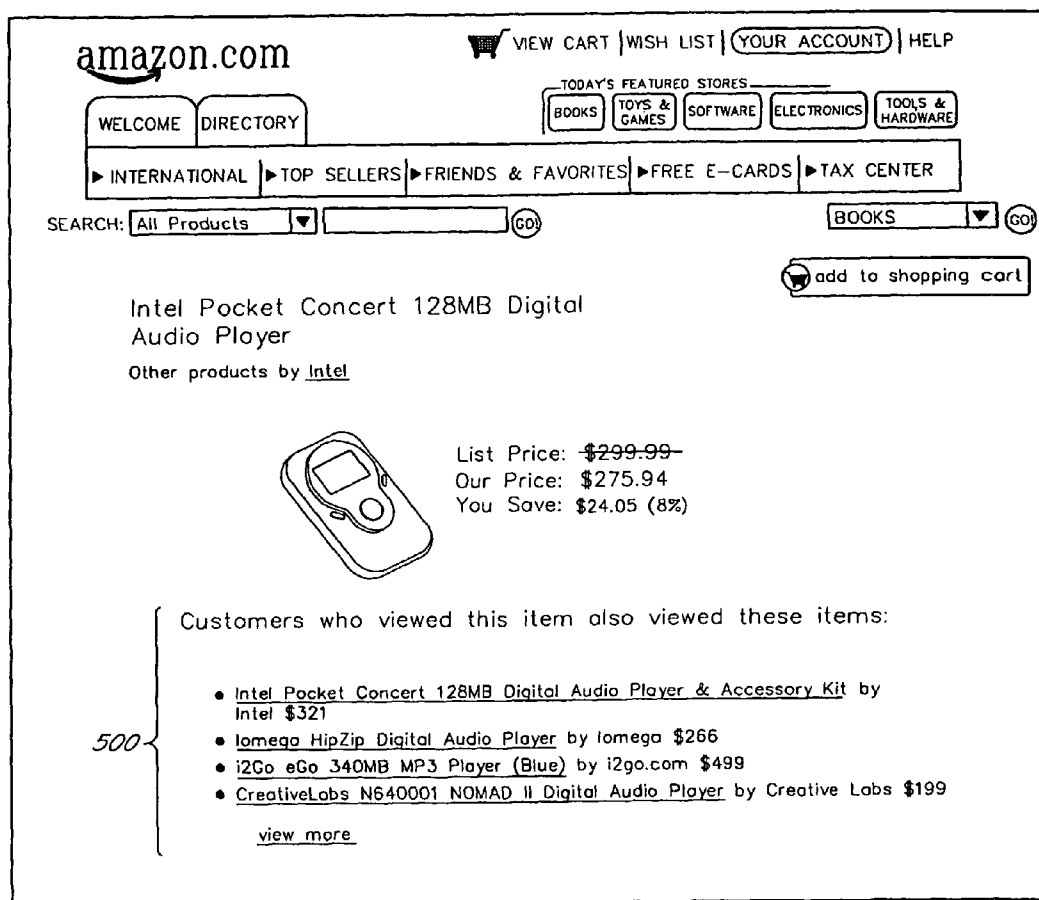 amazon.com
VIEW CART | WISH LIST | YOUR ACCOUNT | HELP
TODAY'S FEATURED STORES
BOOKS TOYS & GAMES SOFTWARE ELECTRONICS TOOLS & HARDWARE
WELCOME DIRECTORY
▶ INTERNATIONAL ▶ TOP SELLERS ▶ FRIENDS & FAVORITES ▶ FREE E-CARDS ▶ TAX CENTER
SEARCH: All Products GO! BOOKS GO!
add to shopping cart
Intel Pocket Concert 128MB Digital
Audio Player
Other products by Intel
List Price: $299.99
Our Price: $275.94
You Save: $24.05 (8%)
Customers who viewed this item also viewed these items:
• Intel Pocket Concert 128MB Digital Audio Player & Accessory Kit by
Intel $321
500
• Iomega HipZip Digital Audio Player by Iomega $266
• i2Go eGo 340MB MP3 Player (Blue) by i2go.com $499
• CreativeLabs N640001 NOMAD II Digital Audio Player by Creative Labs $199
view more